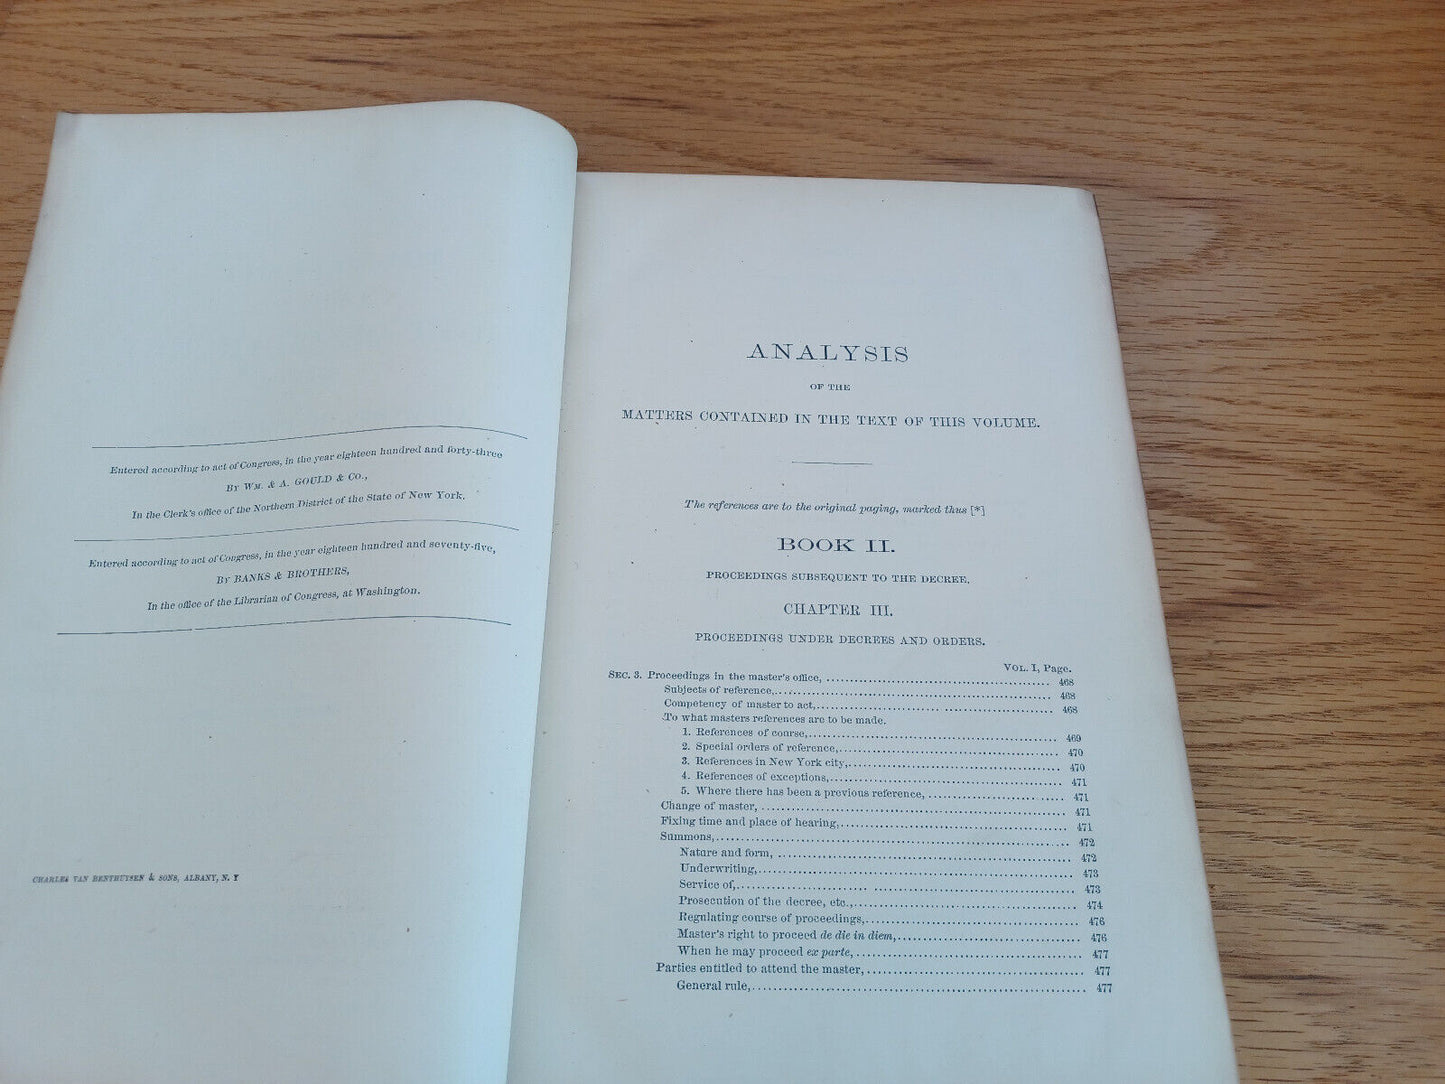 Entered according to act of Congress, in the year eighteen hundred and forty-three
By Wm. & A. GOULD & Co.,
In the Clerk's office of the Northern District of the State of New York.
Entered according to act of Congress, in the year eighteen hundred and seventy-five,
By BANKS & BROTHERS,
In the office of the Librarian of Congress, at Washington.
CHARLES VAN BENTHUYSEN & SONS, ALBANY, N. Y
ANALYSIS
OF THE
MATTERS CONTAINED IN THE TEXT OF THIS VOLUME.
The references are to the original paging, marked thus [*]
BOOK II.
PROCEEDINGS SUBSEQUENT TO THE DECREE.
CHAPTER III.
PROCEEDINGS UNDER DECREES AND ORDERS.
VOL. I, Page.
SEC. 3. Proceedings in the master's office, 468
Subjects of reference, 468
Competency of master to act, 468
To what masters references are to be made.
1. References of course, 469
2. Special orders of reference, 470
3. References in New York city, 470
4. References of exceptions, 471
5. Where there has been a previous reference, 471
Change of master, 471
Fixing time and place of hearing, 471
Summons, 472
Nature and form, 472
Underwriting, 473
Service of, 473
Prosecution of the decree, etc., 474
Regulating course of proceedings, 476
Master's right to proceed de die in diem, 476
When he may proceed ex parte, 477
Parties entitled to attend the master, 477
General rule, 477